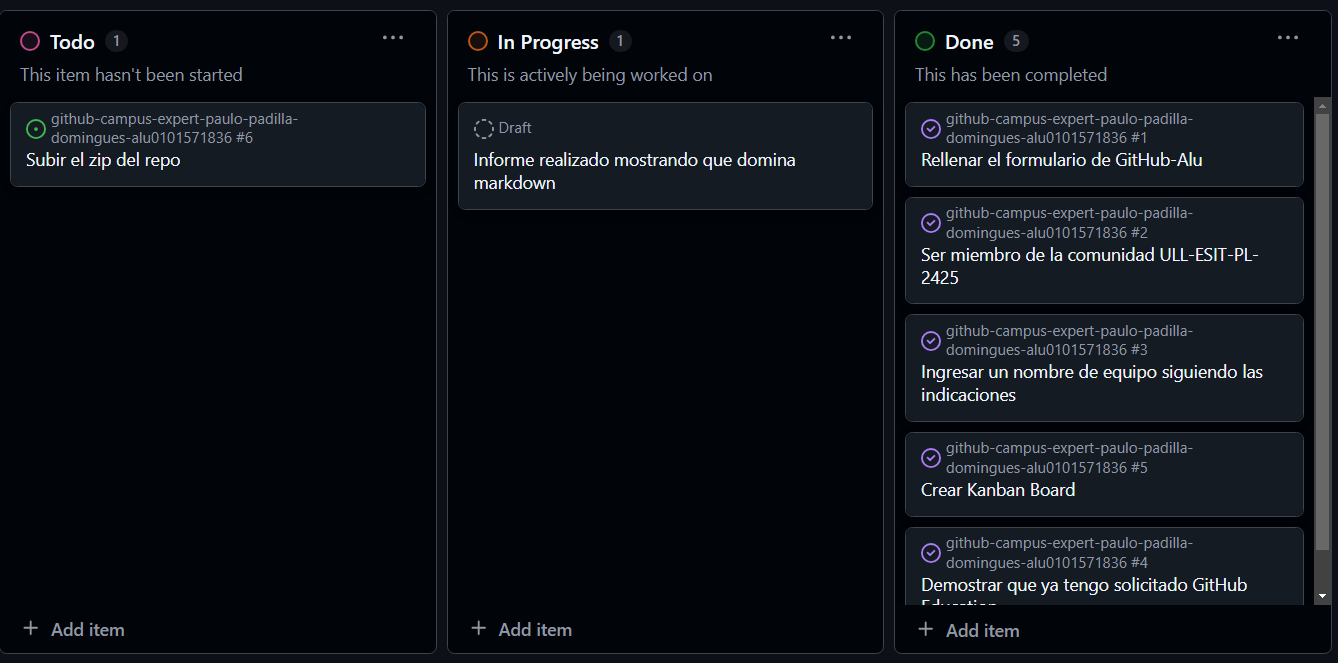 Todo 1
This item hasn't been started
github-campus-expert-paulo-padilla-
domingues-alu0101571836 #6
Subir el zip del repo
+ Add item
In Progress 1
This is actively being worked on
Draft
Informe realizado mostrando que domina
markdown
+ Add item
Done 5
This has been completed
github-campus-expert-paulo-padilla-
domingues-alu0101571836 #1
Rellenar el formulario de GitHub-Alu
github-campus-expert-paulo-padilla-
domingues-alu0101571836 #2
Ser miembro de la comunidad ULL-ESIT-PL-
2425
github-campus-expert-paulo-padilla-
domingues-alu0101571836 #3
Ingresar un nombre de equipo siguiendo las
indicaciones
github-campus-expert-paulo-padilla-
domingues-alu0101571836 #5
Crear Kanban Board
github-campus-expert-paulo-padilla-
domingues-alu0101571836 #4
Demostrar que ya tengo solicitado GitHub
Education
+ Add item